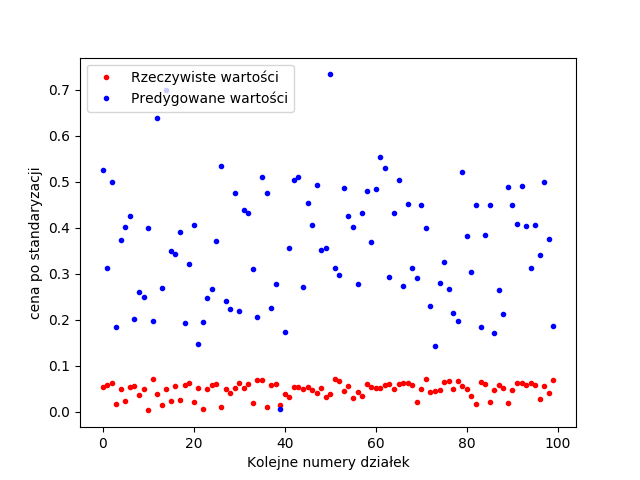 Rzeczywiste wartości
Predygowane wartości
cena po standaryzacji
0.7
0.6
0.5
0.4
0.3
0.2
0.1
0.0
0 20 40 60 80 100
Kolejne numery działek